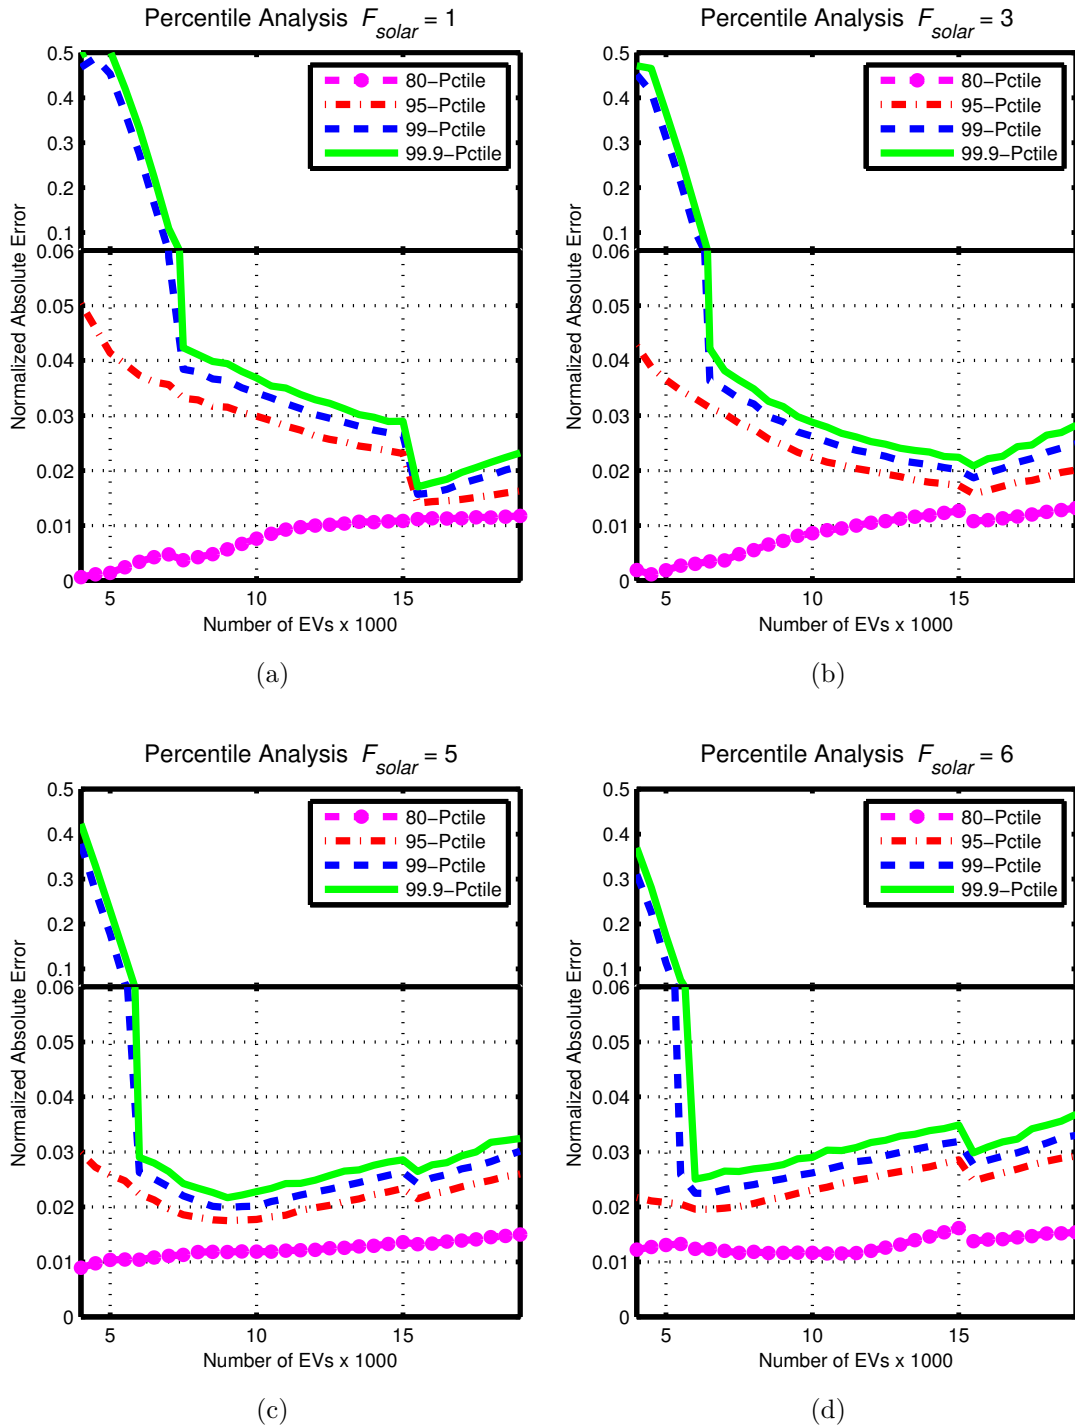 Percentile Analysis F_solar = 1
0.5
0.4
0.3
0.2
0.1
0.06
0.05
0.04
0.03
0.02
0.01
0
Normalized Absolute Error
80-Pctile
95-Pctile
99-Pctile
99.9-Pctile
5 10 15
Number of EVs x 1000
(a)
Percentile Analysis F_solar = 3
0.5
0.4
0.3
0.2
0.1
0.06
0.05
0.04
0.03
0.02
0.01
0
Normalized Absolute Error
80-Pctile
95-Pctile
99-Pctile
99.9-Pctile
5 10 15
Number of EVs x 1000
(b)
Percentile Analysis F_solar = 5
0.5
0.4
0.3
0.2
0.1
0.06
0.05
0.04
0.03
0.02
0.01
0
Normalized Absolute Error
80-Pctile
95-Pctile
99-Pctile
99.9-Pctile
5 10 15
Number of EVs x 1000
(c)
Percentile Analysis F_solar = 6
0.5
0.4
0.3
0.2
0.1
0.06
0.05
0.04
0.03
0.02
0.01
0
Normalized Absolute Error
80-Pctile
95-Pctile
99-Pctile
99.9-Pctile
5 10 15
Number of EVs x 1000
(d)